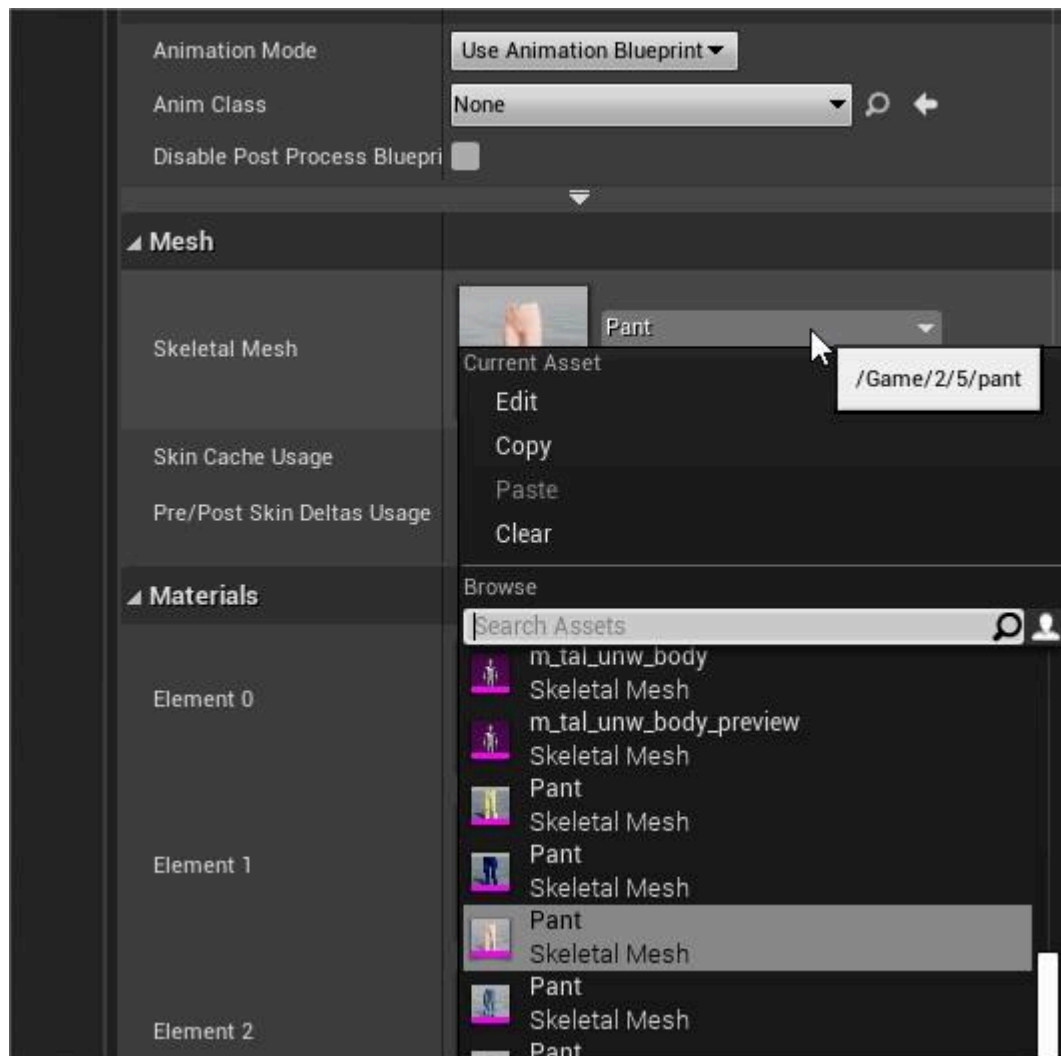 Animation Mode
Use Animation Blueprint
Anim Class
None
Disable Post Process Bluepri
Mesh
Skeletal Mesh
Pant
/Game/2/5/pant
Current Asset
Edit
Copy
Paste
Clear
Skin Cache Usage
Pre/Post Skin Deltas Usage
Materials
Browse
Search Assets
Element 0
Element 1
Element 2
m_tal_unw_body
Skeletal Mesh
m_tal_unw_body_preview
Skeletal Mesh
Pant
Skeletal Mesh
Pant
Skeletal Mesh
Pant
Skeletal Mesh
Pant
Skeletal Mesh
Pant